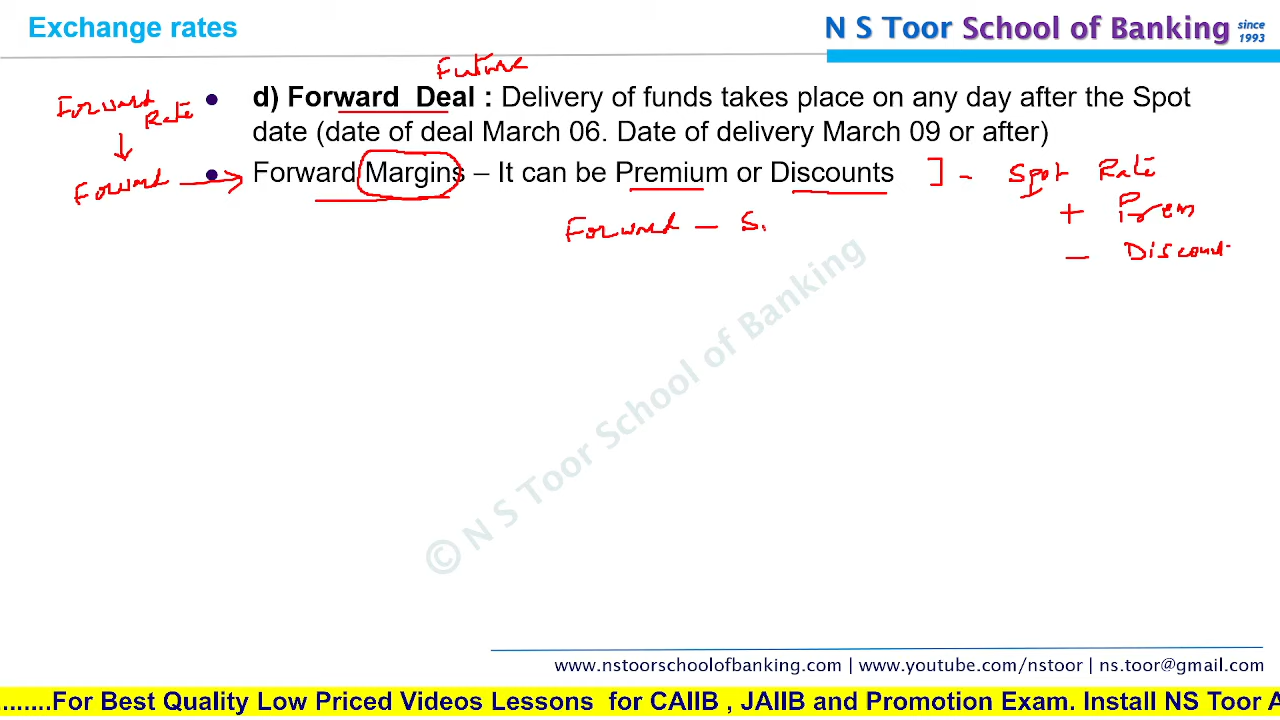 Exchange rates
N S Toor School of Banking since 1993
Future
Forward Rate
• d) Forward Deal : Delivery of funds takes place on any day after the Spot
date (date of deal March 06. Date of delivery March 09 or after)
Forward
• Forward Margins – It can be Premium or Discounts ] - Spot Rate
+ Prem
Forward - S.
- Discount
© N S Toor School of Banking
www.nstoorschoolofbanking.com | www.youtube.com/nstoor | ns.toor@gmail.com
........For Best Quality Low Priced Videos Lessons for CAIIB , JAIIB and Promotion Exam. Install NS Toor A